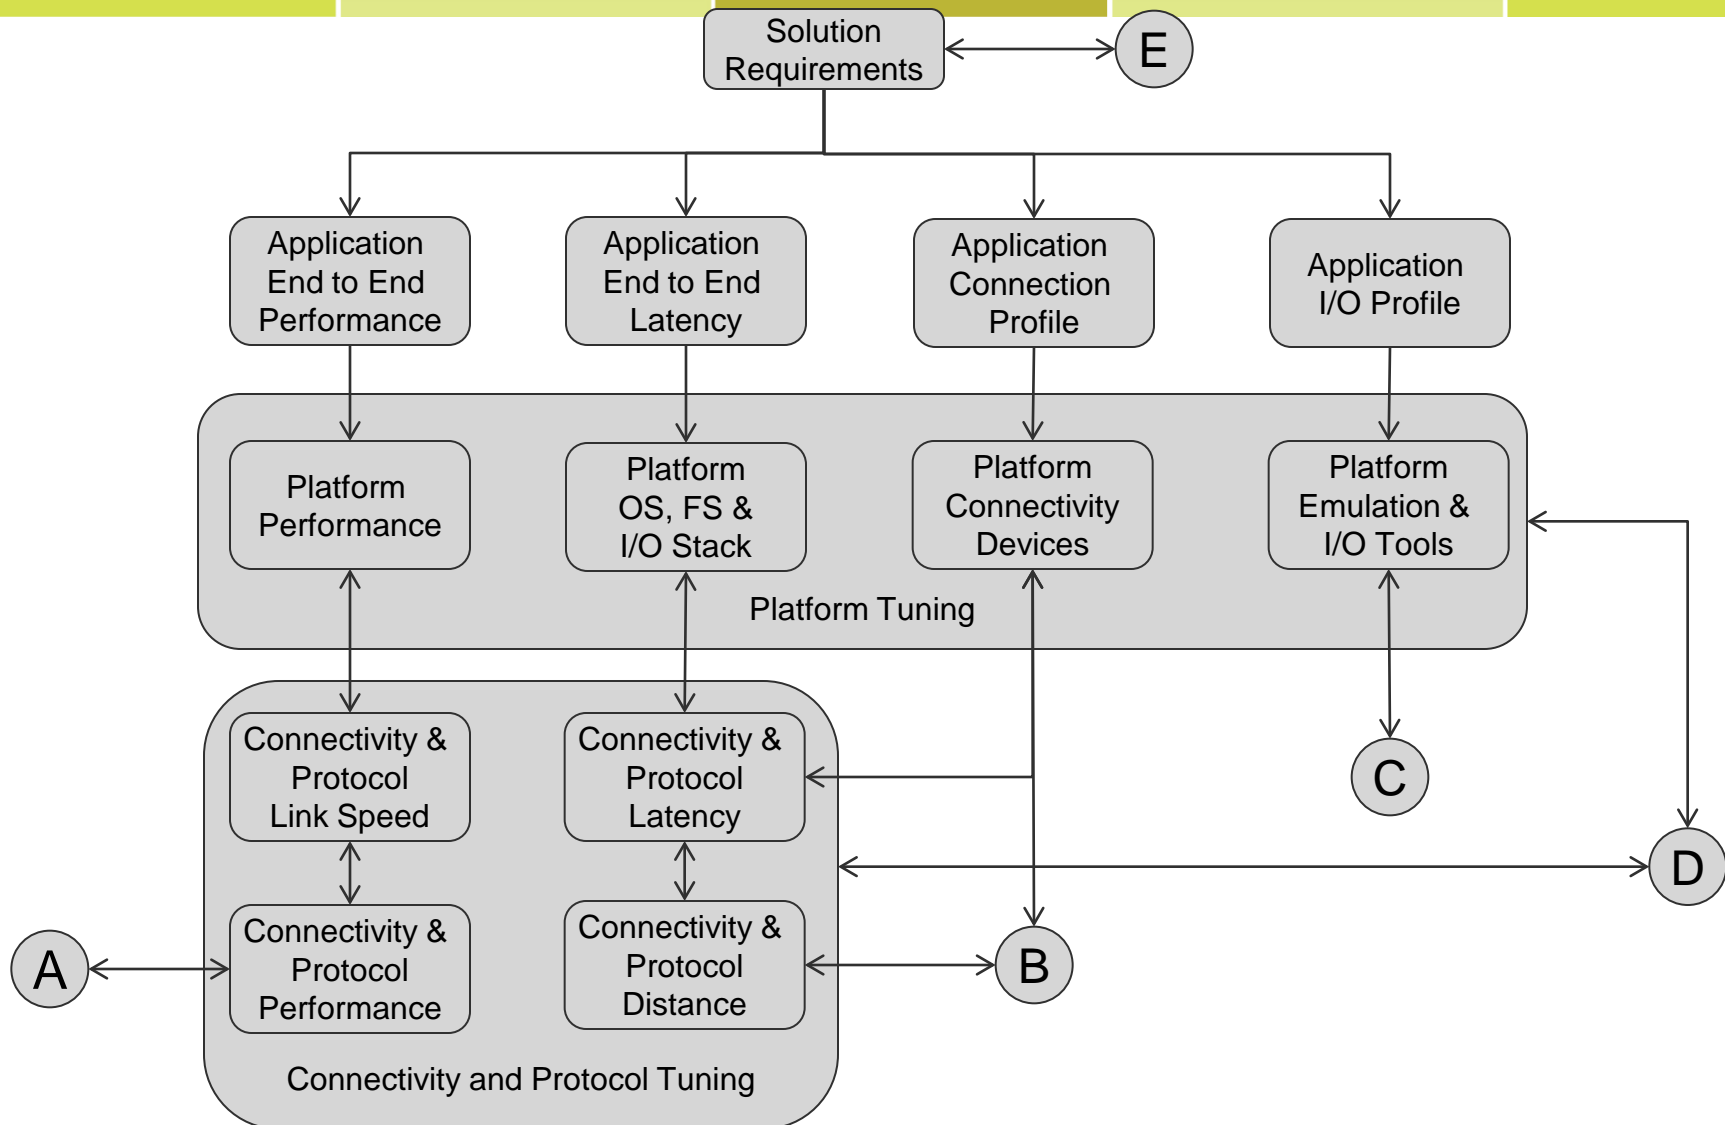 Solution
Requirements
E
Application
End to End
Performance
Application
End to End
Latency
Application
Connection
Profile
Application
I/O Profile
Platform
Performance
Platform
OS, FS &
I/O Stack
Platform
Connectivity
Devices
Platform
Emulation &
I/O Tools
Platform Tuning
Connectivity &
Protocol
Link Speed
Connectivity &
Protocol
Latency
C
D
A
Connectivity &
Protocol
Performance
Connectivity &
Protocol
Distance
B
Connectivity and Protocol Tuning